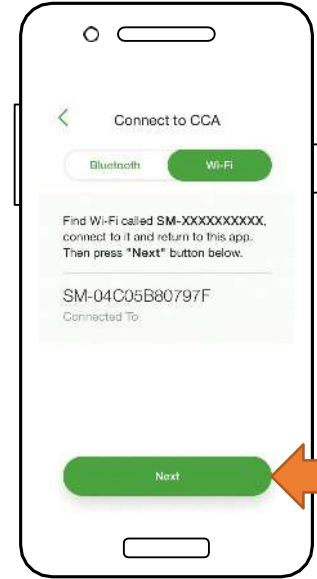 Connect to CCA
Bluetooth Wi-Fi
Find Wi-Fi called SM-XXXXXXXXXX,
connect to it and return to this app.
Then press "Next" button below.
SM-04C05B80797F
Connected To
Next